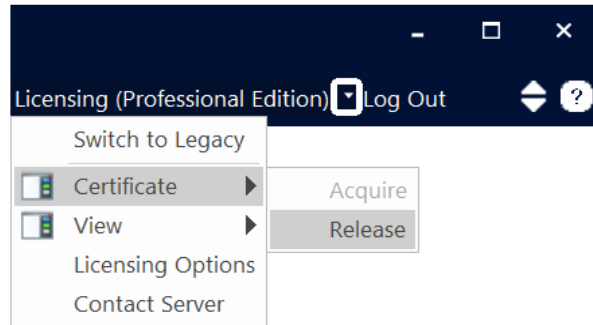 Licensing (Professional Edition) Log Out ?
Switch to Legacy
Certificate
Acquire
View
Release
Licensing Options
Contact Server